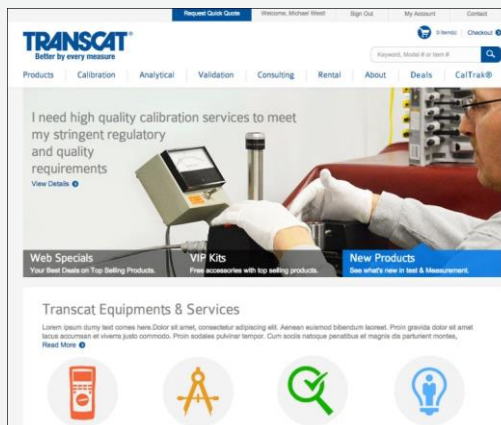 Request Quick Quote Welcome, Michael West! Sign Out My Account Contact
TRANSCAT®
Better by every measure
0 item(s) Checkout
Keyword, Model # or Item #
Products Calibration Analytical Validation Consulting Rental About Deals CalTrak®
I need high quality calibration services to meet
my stringent regulatory
and quality
requirements
View Details
Web Specials VIP Kits New Products
Your Best Deals on Top Selling Products. Free accessories with top selling products. See what's new in test & Measurement.
Transcat Equipments & Services
Lorem ipsum dumy text comes here.Dolor sit amet, consectetur adipiscing elit. Aenean euismod bibendum laoreet. Proin gravida dolor sit amet
lacus accumsan et viverra justo commodo. Proin sodales pulvinar tempor. Cum sociis natoque penatibus et magnis dis parturient montes,
Read More